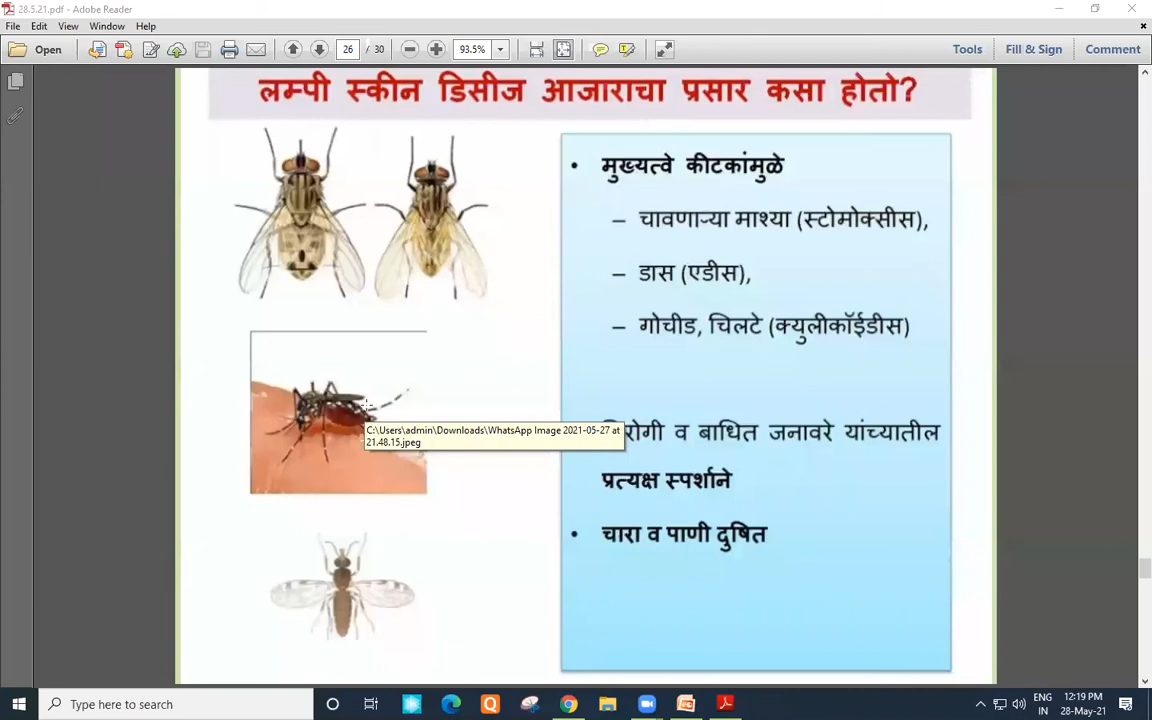 28.5.21.pdf - Adobe Reader
File Edit View Window Help
Open 26 / 30 93.5% Tools Fill & Sign Comment
लम्पी स्कीन डिसीज आजाराचा प्रसार कसा होतो?
• मुख्यत्वे कीटकांमुळे
– चावणाऱ्या माश्या (स्टोमोक्सीस),
– डास (एडीस),
– गोचीड, चिलटे (क्युलीकॉईडीस)
C:\Users\admin\Downloads\WhatsApp Image 2021-05-27 at
21.48.15.jpeg
व बाधित जनावरे यांच्यातील
प्रत्यक्ष स्पर्शाने
• चारा व पाणी दुषित
Type here to search
ENG 12:19 PM
IN 28-May-21